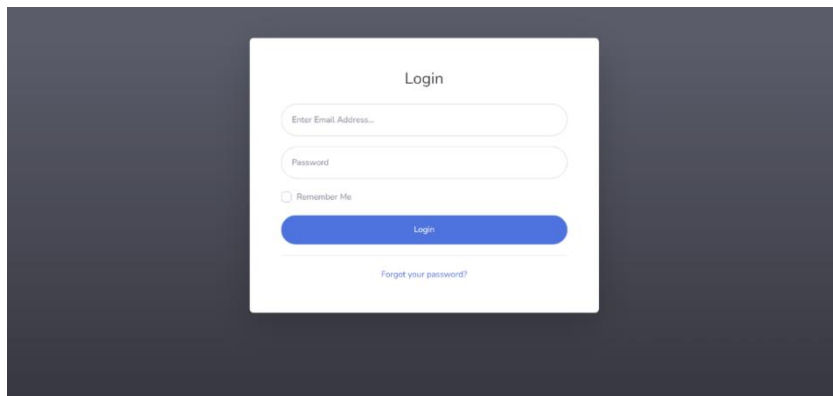 Login
Enter Email Address...
Password
Remember Me
Login
Forgot your password?